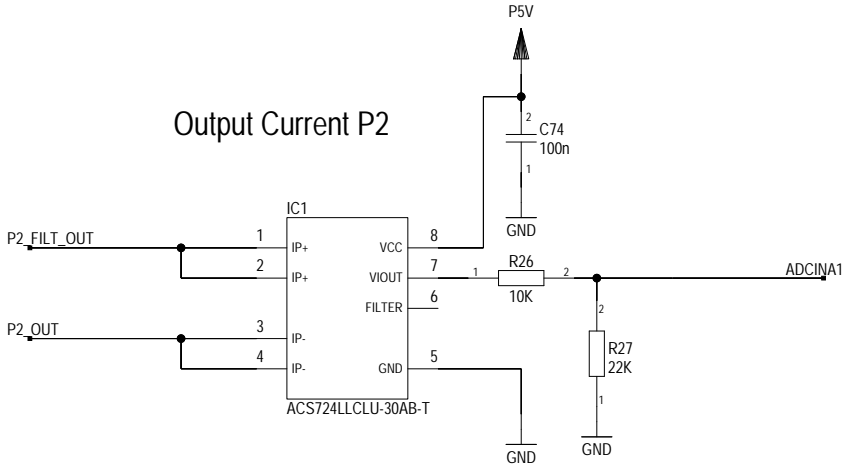 P5V
Output Current P2
2
C74
100n
1
GND
IC1
P2_FILT_OUT
1
IP+
VCC
8
2
IP+
VIOUT
7
1
R26
2
10K
ADCINA1
FILTER
6
P2_OUT
3
IP-
2
R27
22K
1
4
IP-
GND
5
ACS724LLCLU-30AB-T
GND
GND